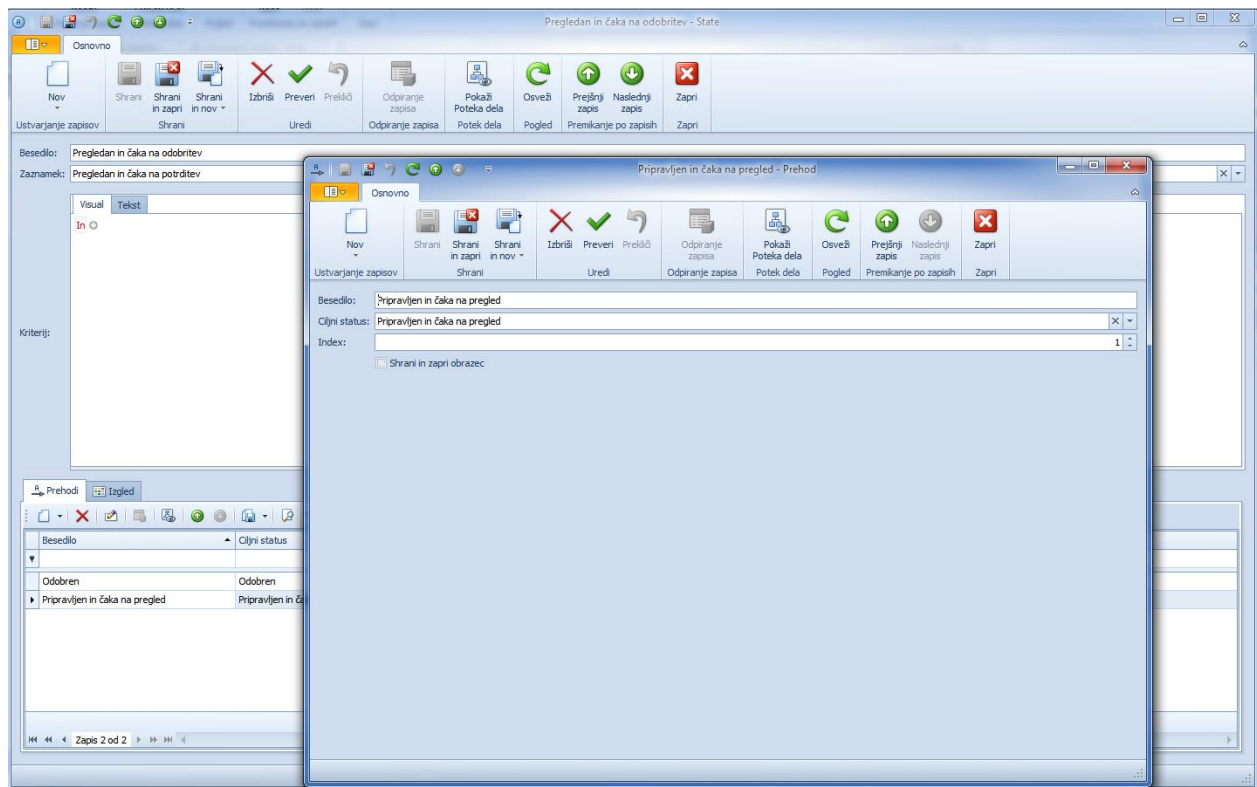 Pregledan in čaka na odobritev - State
Osnovno
Nov
Shrani
Shrani in zapri
Shrani in nov
Izbriši
Preveri
Prekliči
Odpiranje zapisa
Pokaži Poteka dela
Osveži
Prejšnji zapis
Naslednji zapis
Zapri
Ustvarjanje zapisov
Shrani
Uredi
Odpiranje zapisa
Potek dela
Pogled
Premikanje po zapisih
Zapri
Besedilo: Pregledan in čaka na odobritev
Zaznamek: Pregledan in čaka na potrditev
Visual Tekst
In
Kriterij:
Prehodi Izgled
Besedilo Ciljni status
Odobren Odobren
Pripravljen in čaka na pregled Pripravljen in ča
Zapis 2 od 2
Pripravljen in čaka na pregled - Prehod
Osnovno
Nov
Shrani
Shrani in zapri
Shrani in nov
Izbriši
Preveri
Prekliči
Odpiranje zapisa
Pokaži Poteka dela
Osveži
Prejšnji zapis
Naslednji zapis
Zapri
Ustvarjanje zapisov
Shrani
Uredi
Odpiranje zapisa
Potek dela
Pogled
Premikanje po zapisih
Zapri
Besedilo: Pripravljen in čaka na pregled
Ciljni status: Pripravljen in čaka na pregled
Index: 1
Shrani in zapri obrazec